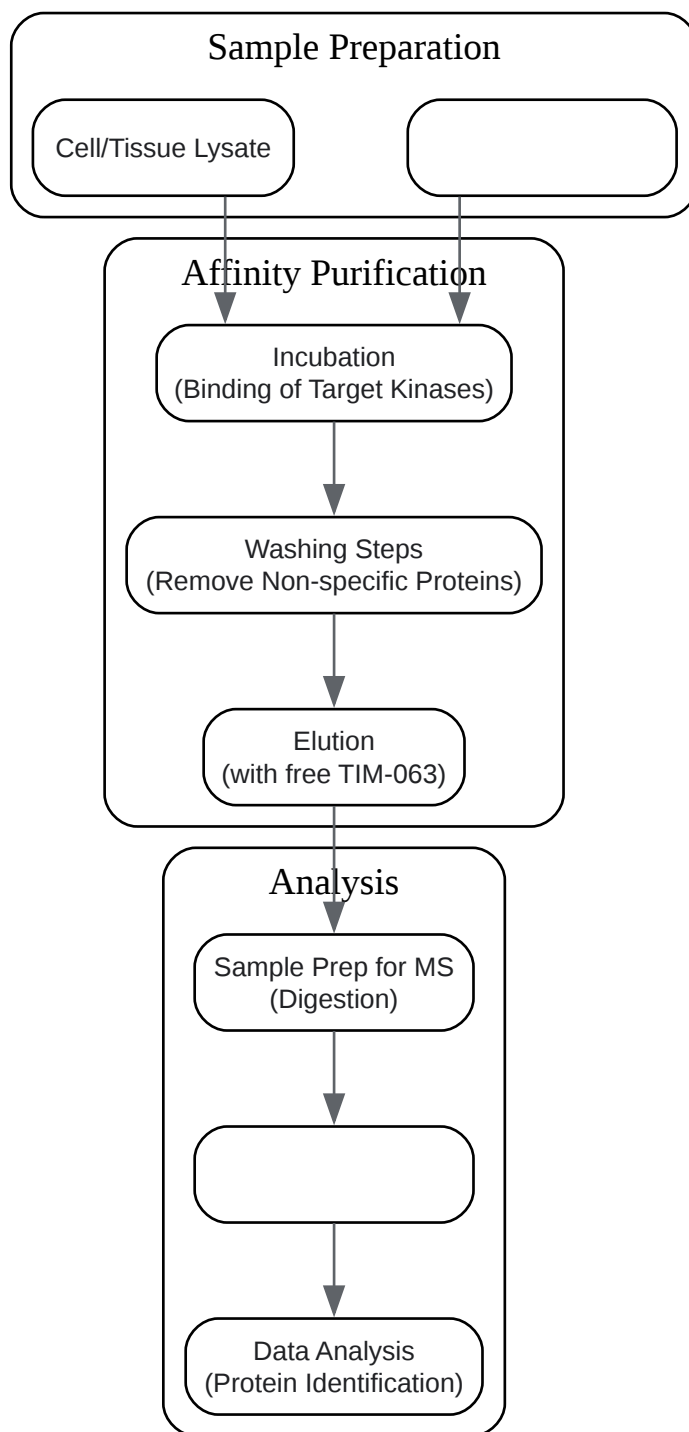 Sample Preparation
Cell/Tissue Lysate
Affinity Purification
Incubation
(Binding of Target Kinases)
Washing Steps
(Remove Non-specific Proteins)
Elution
(with free TIM-063)
Analysis
Sample Prep for MS
(Digestion)
Data Analysis
(Protein Identification)